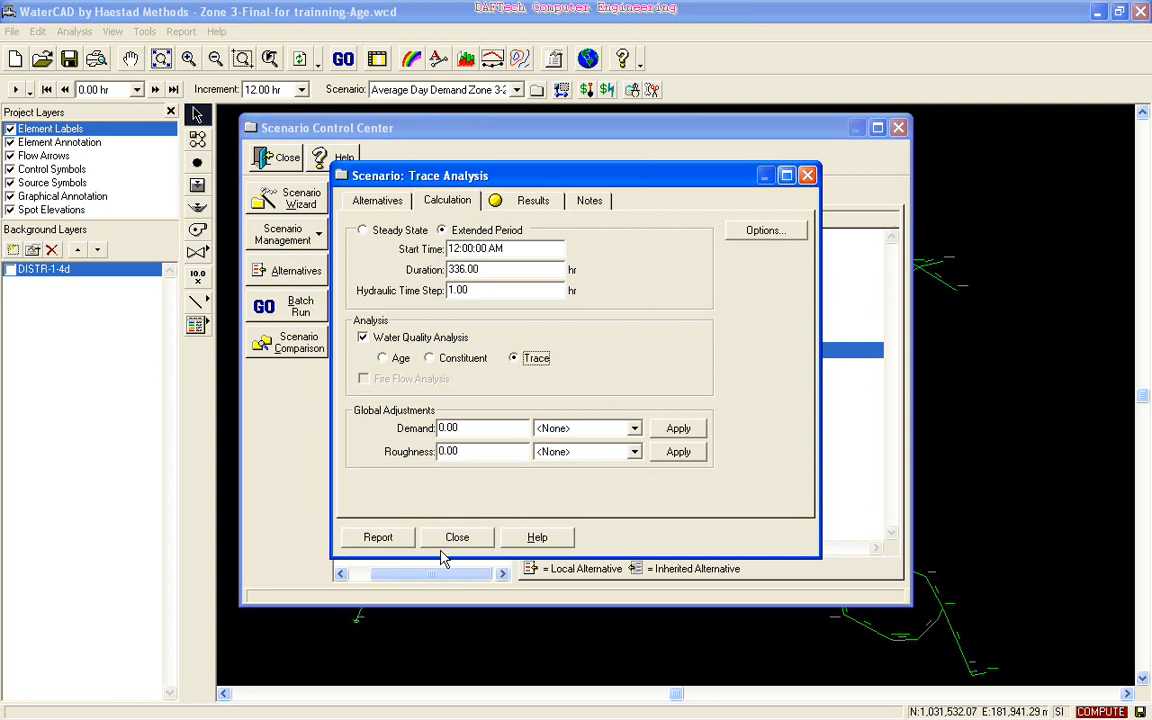 WaterCAD by Haestad Methods - Zone 3-Final-for trainning-Age.wcd
DAFTech Computer Engineering
File Edit Analysis View Tools Report Help
GO
0.00 hr Increment: 12.00 hr Scenario: Average Day Demand Zone 3-2
Project Layers
Element Labels
Element Annotation
Flow Arrows
Control Symbols
Source Symbols
Graphical Annotation
Spot Elevations
Background Layers
DISTR-1-4d
10.0
Scenario Control Center
Close Help
Scenario Wizard
Scenario Management
Alternatives
GO Batch Run
Scenario Comparison
Scenario: Trace Analysis
Alternatives Calculation Results Notes
Steady State Extended Period
Options...
Start Time: 12:00:00 AM
Duration: 336.00 hr
Hydraulic Time Step: 1.00 hr
Analysis
Water Quality Analysis
Age Constituent Trace
Fire Flow Analysis
Global Adjustments
Demand: 0.00 <None> Apply
Roughness: 0.00 <None> Apply
Report Close Help
= Local Alternative = Inherited Alternative
N:1,031,532.07 E:181,941.29 m SI COMPUTE